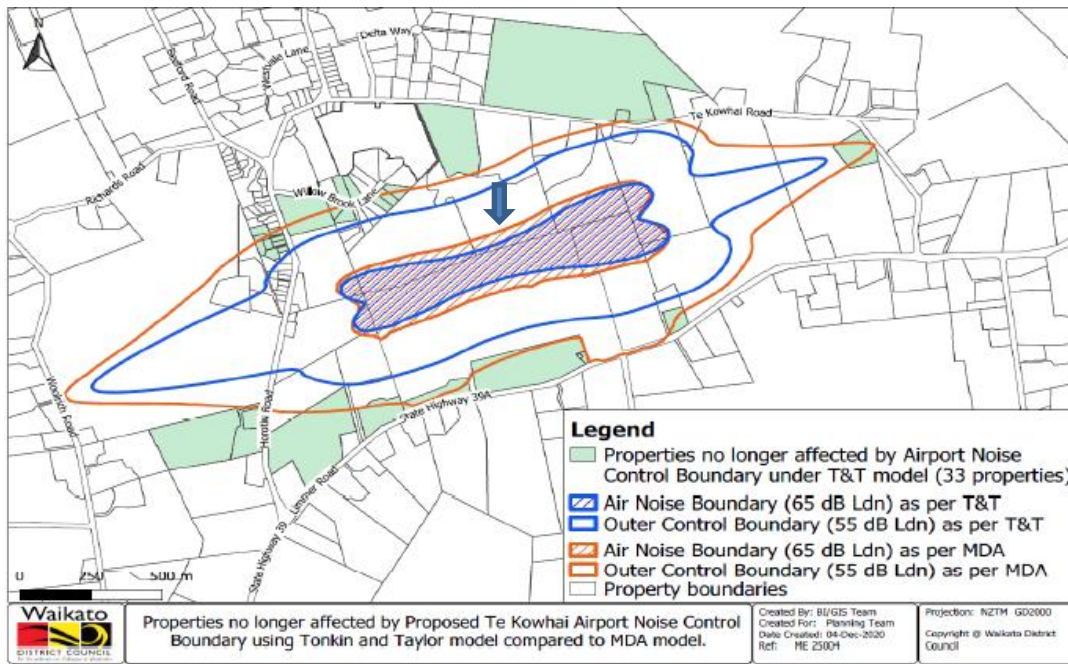 N
Delta Way
Westvale Lane
Bedford Road
Te Kowhai Road
Richards Road
Willow Brook Lane
Woolrich Road
Horotiu Road
State Highway 39A
Limmer Road
State Highway 39
0 250 500 m
Legend
Properties no longer affected by Airport Noise
Control Boundary under T&T model (33 properties)
Air Noise Boundary (65 dB Ldn) as per T&T
Outer Control Boundary (55 dB Ldn) as per T&T
Air Noise Boundary (65 dB Ldn) as per MDA
Outer Control Boundary (55 dB Ldn) as per MDA
Property boundaries
Waikato
DISTRICT COUNCIL
Properties no longer affected by Proposed Te Kowhai Airport Noise Control
Boundary using Tonkin and Taylor model compared to MDA model.
Created By: BI/GIS Team
Created For: Planning Team
Date Created: 04-Dec-2020
Ref: ME 25004
Projection: NZTM GD2000
Copyright @ Waikato District
Council